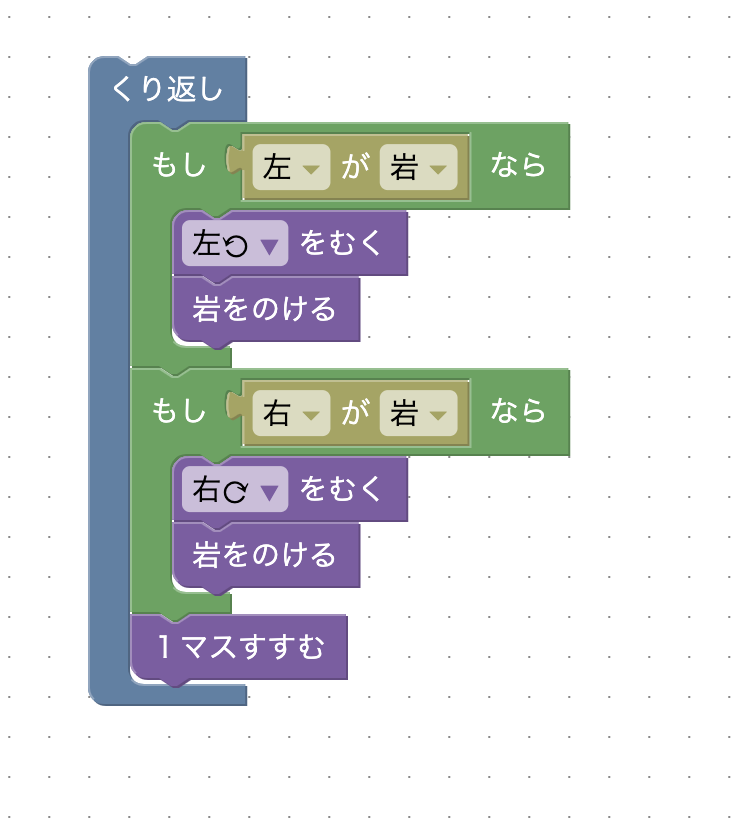 くり返し
もし 左 が 岩 なら
左 をむく
岩をのける
もし 右 が 岩 なら
右 をむく
岩をのける
1 マスすすむ